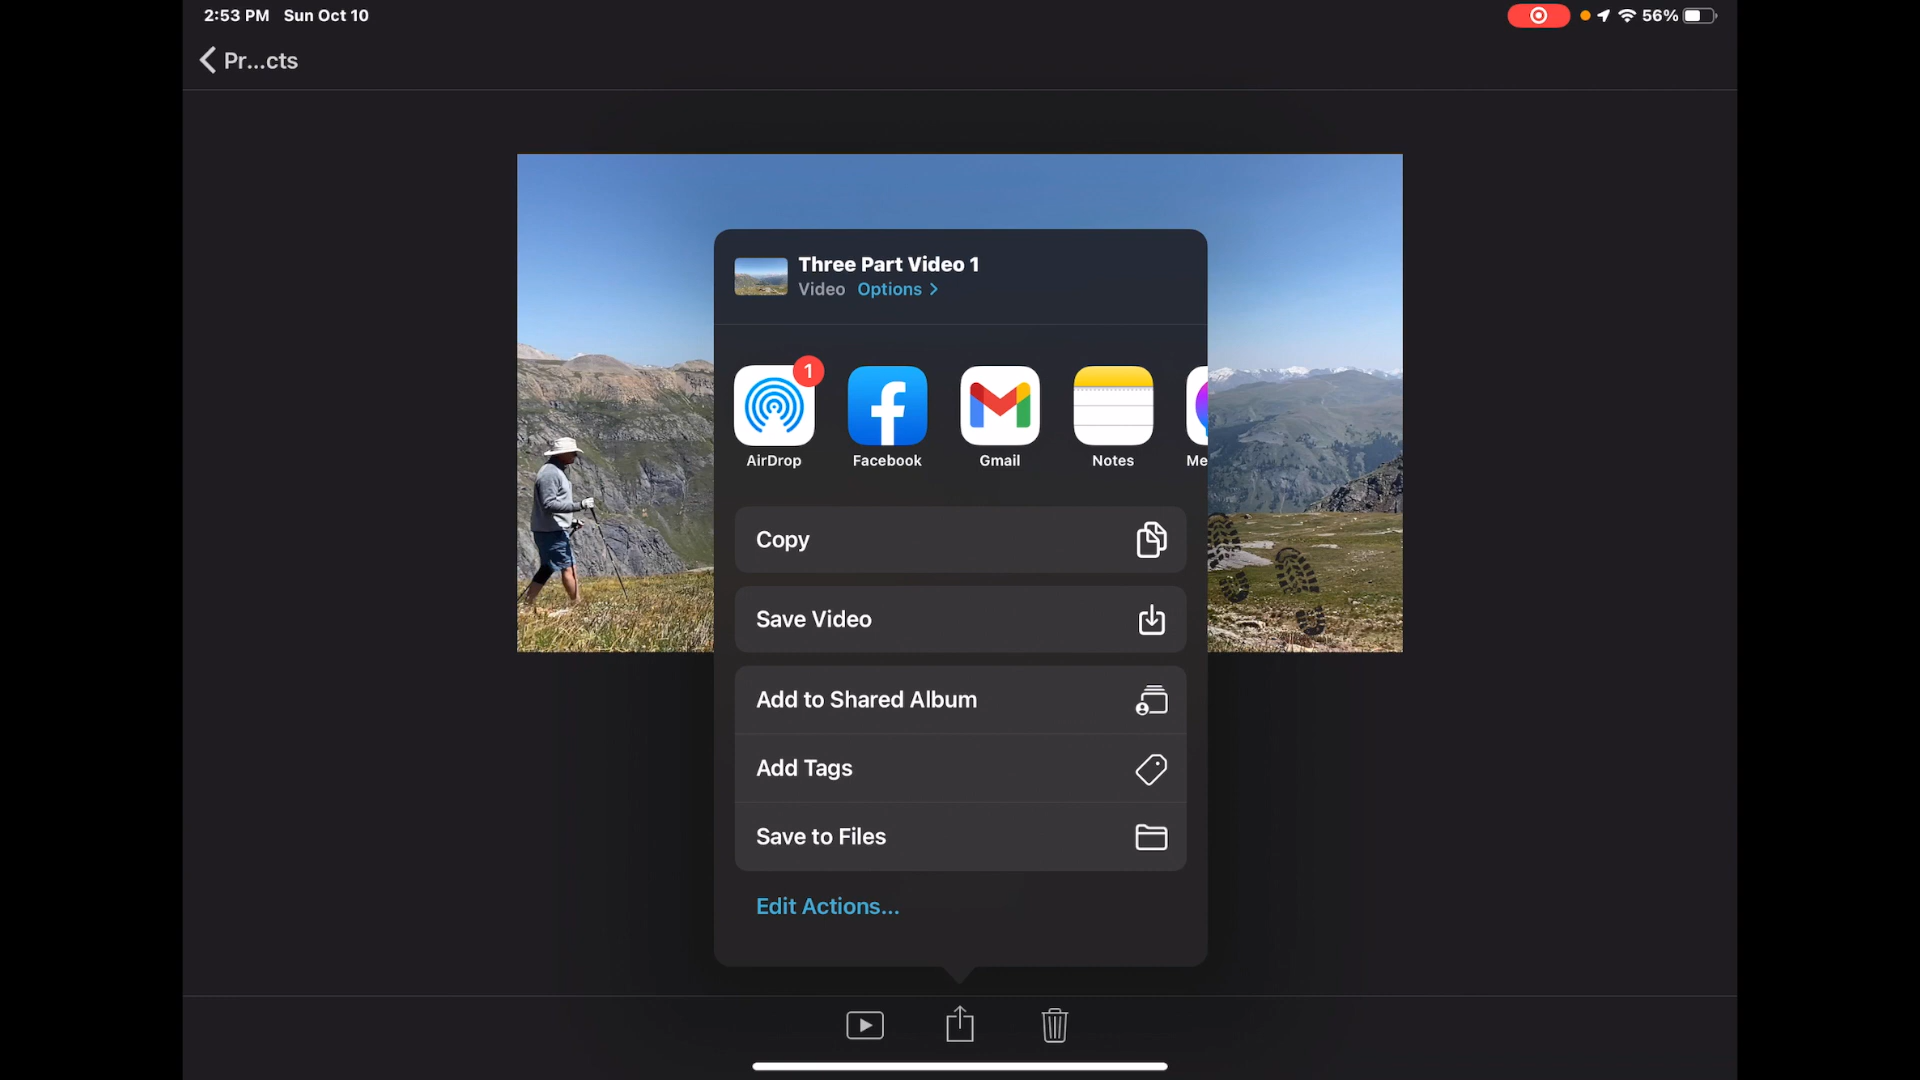 2:53 PM Sun Oct 10
56%
Pr...cts
Three Part Video 1
Video Options >
1
AirDrop
Facebook
Gmail
Notes
Me
Copy
Save Video
Add to Shared Album
Add Tags
Save to Files
Edit Actions...